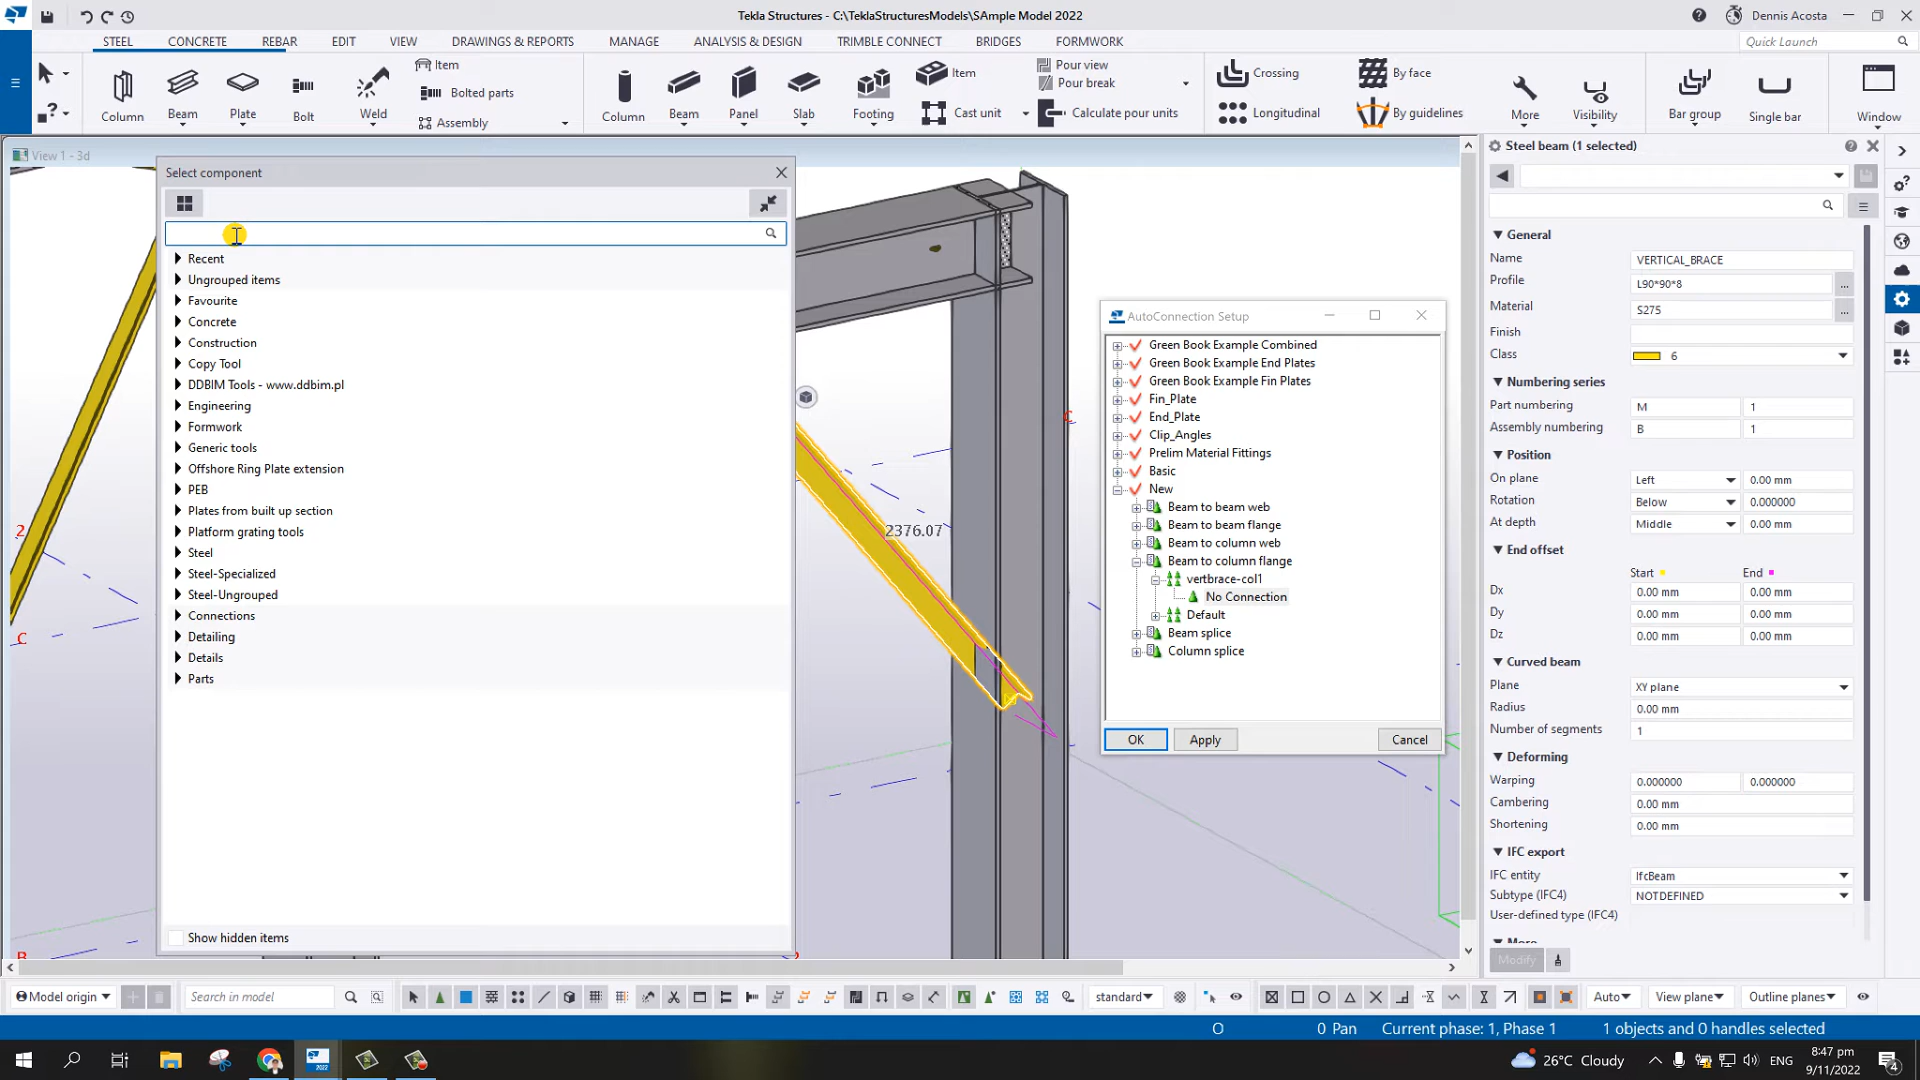 Tekla Structures - C:\TeklaStructuresModels\SAmple Model 2022
Dennis Acosta
STEEL CONCRETE REBAR EDIT VIEW DRAWINGS & REPORTS MANAGE ANALYSIS & DESIGN TRIMBLE CONNECT BRIDGES FORMWORK
Quick Launch
Column Beam Plate Bolt Weld
Item
Bolted parts
Assembly
Column Beam Panel Slab Footing
Item
Cast unit
Pour view
Pour break
Calculate pour units
Crossing
Longitudinal
By face
By guidelines
More Visibility Bar group Single bar Window
View 1 - 3d
Select component
Recent
Ungrouped items
Favourite
Concrete
Construction
Copy Tool
DDBIM Tools - www.ddbim.pl
Engineering
Formwork
Generic tools
Offshore Ring Plate extension
PEB
Plates from built up section
Platform grating tools
Steel
Steel-Specialized
Steel-Ungrouped
Connections
Detailing
Details
Parts
Show hidden items
2
C
B
2376.07
C
2
AutoConnection Setup
Green Book Example Combined
Green Book Example End Plates
Green Book Example Fin Plates
Fin_Plate
End_Plate
Clip_Angles
Prelim Material Fittings
Basic
New
Beam to beam web
Beam to beam flange
Beam to column web
Beam to column flange
vertbrace-col1
No Connection
Default
Beam splice
Column splice
OK Apply Cancel
Steel beam (1 selected)
General
Name VERTICAL_BRACE
Profile L90*90*8 ...
Material S275 ...
Finish
Class 6
Numbering series
Part numbering M 1
Assembly numbering B 1
Position
On plane Left 0.00 mm
Rotation Below 0.000000
At depth Middle 0.00 mm
End offset
Start End
Dx 0.00 mm 0.00 mm
Dy 0.00 mm 0.00 mm
Dz 0.00 mm 0.00 mm
Curved beam
Plane XY plane
Radius 0.00 mm
Number of segments 1
Deforming
Warping 0.000000 0.000000
Cambering 0.00 mm
Shortening 0.00 mm
IFC export
IFC entity IfcBeam
Subtype (IFC4) NOTDEFINED
User-defined type (IFC4)
More
Modify
Model origin Search in model standard Auto View plane Outline planes
O 0 Pan Current phase: 1, Phase 1 1 objects and 0 handles selected
2022
26°C Cloudy ENG 8:47 pm
9/11/2022 4